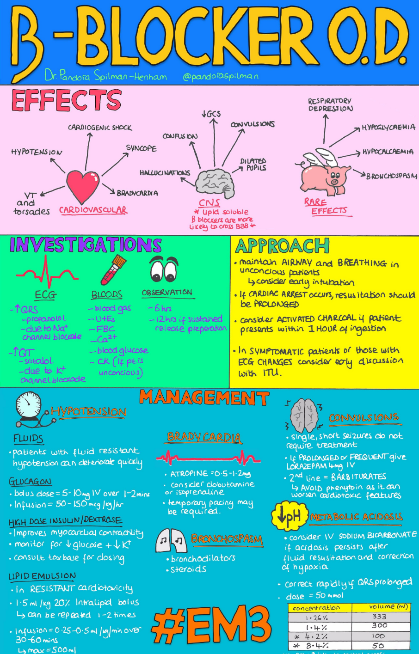 β-BLOCKER O.D.
Dr. Pandora Spilman-Henham @pandoraspilman
EFFECTS
CARDIOGENIC SHOCK
HYPOTENSION
SYNCOPE
VT
and
torsades
BRADYCARDIA
CARDIOVASCULAR
↓GCS
CONFUSION
CONVULSIONS
HALLUCINATIONS
DILATED
PUPILS
CNS
* Lipid soluble
B blockers are more
likely to cross BBB *
RESPIRATORY
DEPRESSION
HYPOGLYCAEMIA
HYPOCALCAEMIA
BRONCHOSPASM
RARE
EFFECTS
INVESTIGATIONS
ECG
-↑QRS
- propranolol
- due to Na+
channel blockade
-↑QT
- sotalol
- due to K+
channel blockade
BLOODS
- blood gas
- U+Es
- FBC
- Ca2+
- blood glucose
- CK (if pt is
unconscious)
OBSERVATION
- 6hrs
- 12hrs if sustained
release preparation
APPROACH
• maintain AIRWAY and BREATHING in
unconscious patients
↳ consider early intubation
• If CARDIAC ARREST occurs, resuscitation should
be PROLONGED
• consider ACTIVATED CHARCOAL if patient
presents within 1 HOUR of ingestion
• In SYMPTOMATIC patients or those with
ECG CHANGES consider early discussion
with ITU.
MANAGEMENT
HYPOTENSION
FLUIDS
• patients with fluid resistant
hypotension can deteriorate quickly
GLUCAGON
• bolus dose = 5-10mg IV over 1-2mins
• infusion = 50-150mcg/kg/hr
HIGH DOSE INSULIN/DEXTROSE
• improves myocardial contractility
• monitor for ↓ glucose + ↓K+
• consult toxbase for dosing
LIPID EMULSION
• In RESISTANT cardiotoxicity
• 1.5ml/kg 20% Intralipid bolus
↳ can be repeated 1-2 times
• infusion = 0.25-0.5ml/kg/min over
30-60mins
↳ max = 500ml
BRADYCARDIA
• ATROPINE = 0.5-1.2mg
• consider dobutamine
or isoprenaline
• temporary pacing may
be required.
BRONCHOSPASM
• bronchodilators
• steroids
#EM3
CONVULSIONS
• single, short seizures do not
require treatment
• if PROLONGED or FREQUENT give
LORAZEPAM 4mg IV
• 2nd line = BARBITURATES
↳ Avoid phenytoin as it can
worsen cardiotoxic features
↓pH
METABOLIC ACIDOSIS
• consider IV SODIUM BICARBONATE
if acidosis persists after
fluid resuscitation and correction
of hypoxia
• correct rapidly if QRS prolonged
• dose = 50mmol
concentration volume (ml)
1.26% 333
1.4% 300
* 4.2% 100
* 8.4% 50